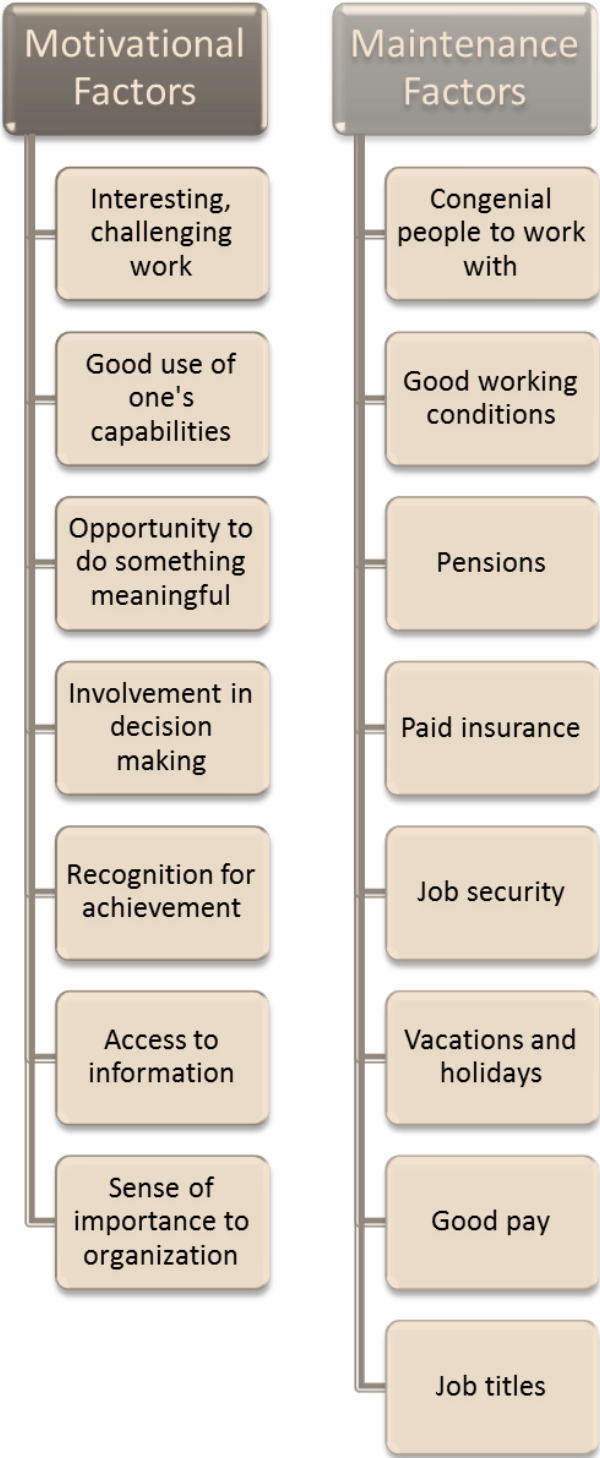 Motivational
Factors
Interesting,
challenging
work
Good use of
one's
capabilities
Opportunity to
do something
meaningful
Involvement in
decision
making
Recognition for
achievement
Access to
information
Sense of
importance to
organization
Maintenance
Factors
Congenial
people to work
with
Good working
conditions
Pensions
Paid insurance
Job security
Vacations and
holidays
Good pay
Job titles